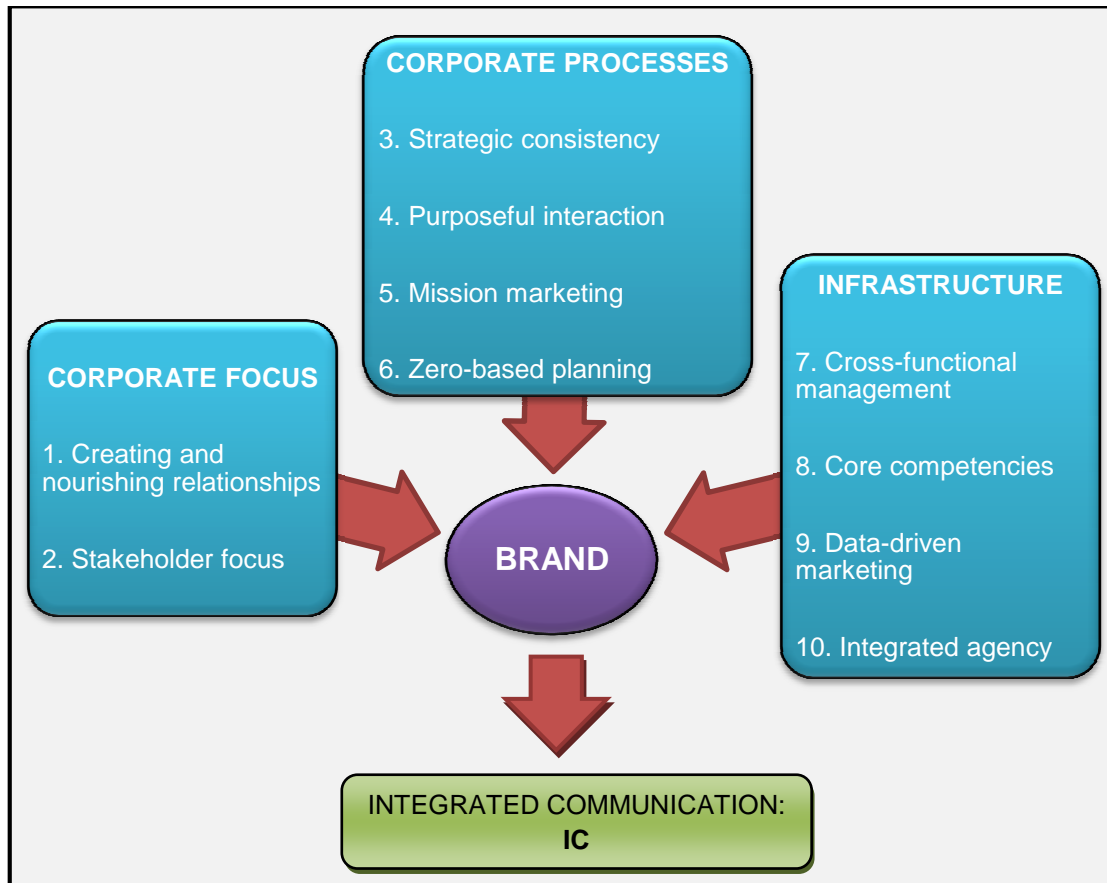 CORPORATE PROCESSES
3. Strategic consistency
4. Purposeful interaction
5. Mission marketing
6. Zero-based planning
CORPORATE FOCUS
1. Creating and
nourishing relationships
2. Stakeholder focus
INFRASTRUCTURE
7. Cross-functional
management
8. Core competencies
9. Data-driven
marketing
10. Integrated agency
BRAND
INTEGRATED COMMUNICATION:
IC